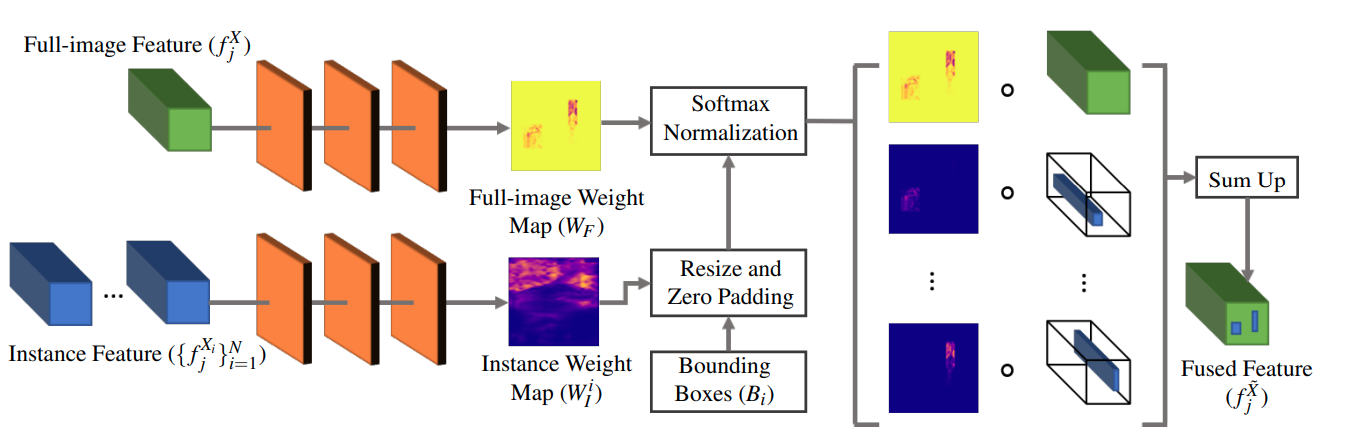 Full-image Feature (f_j^X)
Full-image Weight
Map (W_F)
Softmax
Normalization
Instance Feature ({f_j^{X_i}}_{i=1}^N)
...
Instance Weight
Map (W_I^i)
Resize and
Zero Padding
Bounding
Boxes (B_i)
Sum Up
Fused Feature
(f_j^{X̃})